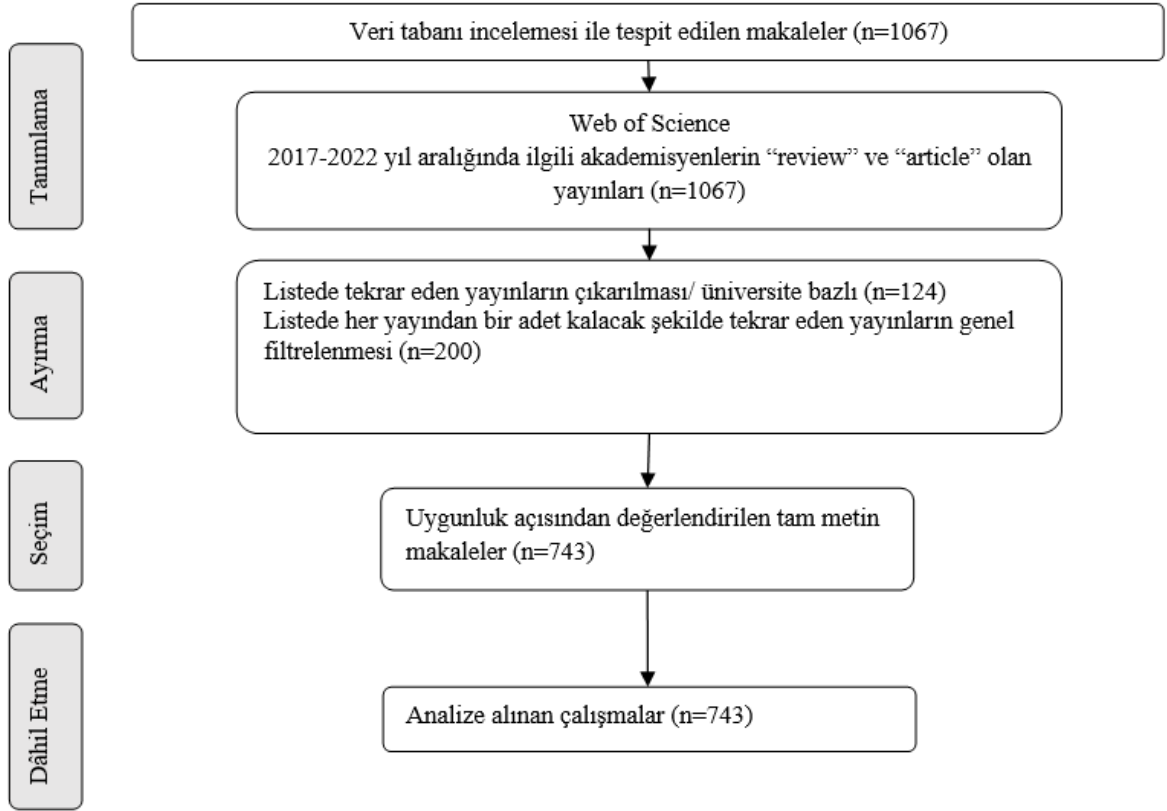 Veri tabanı incelemesi ile tespit edilen makaleler (n=1067)
Tanımlama
Web of Science
2017-2022 yıl aralığında ilgili akademisyenlerin “review” ve “article” olan
yayınları (n=1067)
Ayırma
Listede tekrar eden yayınların çıkarılması/ üniversite bazlı (n=124)
Listede her yayından bir adet kalacak şekilde tekrar eden yayınların genel
filtrelenmesi (n=200)
Seçim
Uygunluk açısından değerlendirilen tam metin
makaleler (n=743)
Dâhil Etme
Analize alınan çalışmalar (n=743)